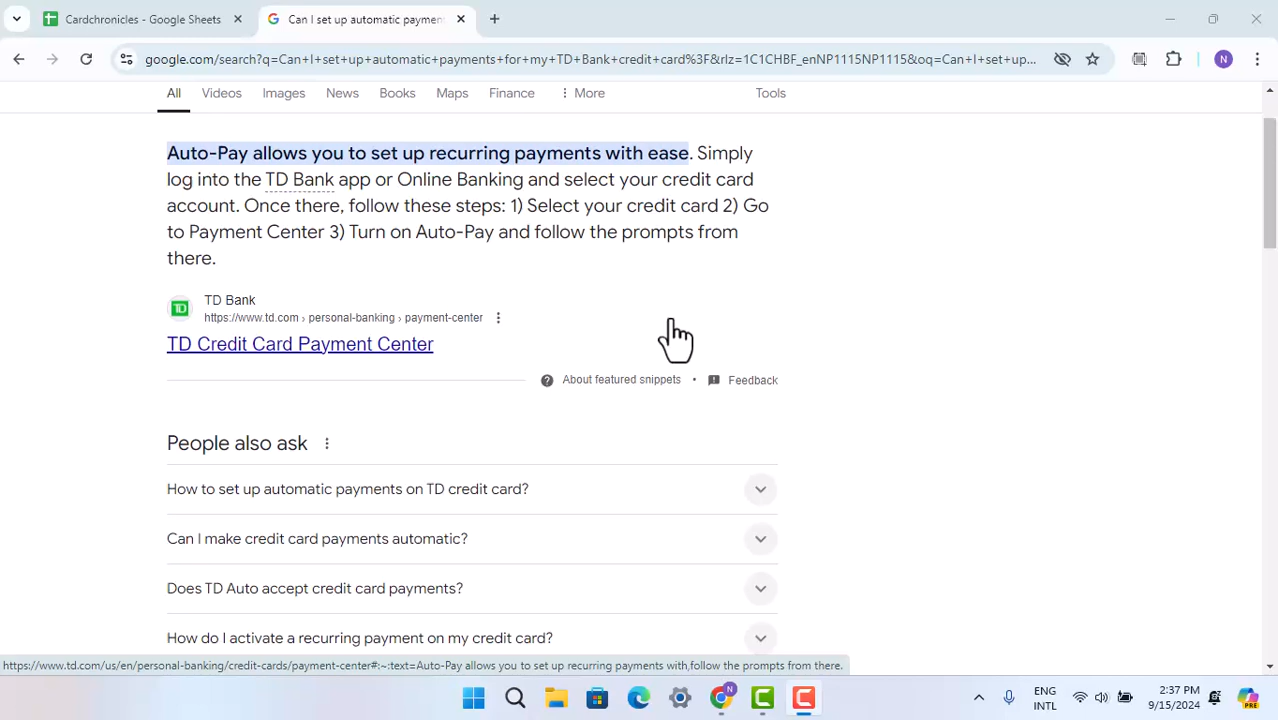 Cardchronicles - Google Sheets
Can I set up automatic paymen
google.com/search?q=Can+I+set+up+automatic+payments+for+my+TD+Bank+credit+card%3F&rlz=1C1CHBF_enNP1115NP1115&oq=Can+I+set+up...
N
All Videos Images News Books Maps Finance More Tools
Auto-Pay allows you to set up recurring payments with ease. Simply
log into the TD Bank app or Online Banking and select your credit card
account. Once there, follow these steps: 1) Select your credit card 2) Go
to Payment Center 3) Turn on Auto-Pay and follow the prompts from
there.
TD
TD Bank
https://www.td.com › personal-banking › payment-center
TD Credit Card Payment Center
About featured snippets • Feedback
People also ask
How to set up automatic payments on TD credit card?
Can I make credit card payments automatic?
Does TD Auto accept credit card payments?
How do I activate a recurring payment on my credit card?
https://www.td.com/us/en/personal-banking/credit-cards/payment-center#:~:text=Auto-Pay allows you to set up recurring payments with,follow the prompts from there.
N
C
C
ENG
INTL
2:37 PM
9/15/2024
PRE